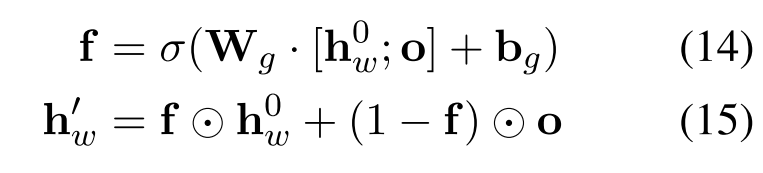 f = σ(W_g · [h_w^0; o] + b_g) (14)
h′_w = f ⊙ h_w^0 + (1 − f) ⊙ o (15)